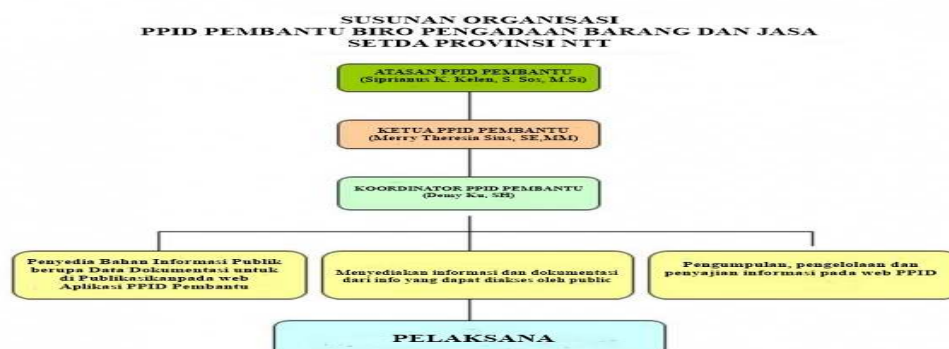 SUSUNAN ORGANISASI
PPID PEMBANTU BIRO PENGADAAN BARANG DAN JASA
SETDA PROVINSI NTT
ATASAN PPID PEMBANTU
(Siprianus K. Kelen, S. Sos, M.Si)
KETUA PPID PEMBANTU
(Merry Theresia Sius, SE,MM)
KOORDINATOR PPID PEMBANTU
(Demy Ku, SH)
Penyedia Bahan Informasi Publik
berupa Data Dokumentasi untuk
di Publikasikanpada web
Aplikasi PPID Pembantu
Menyediakan informasi dan dokumentasi
dari info yang dapat diakses oleh public
Pengumpulan, pengelolaan dan
penyajian informasi pada web PPID
PELAKSANA